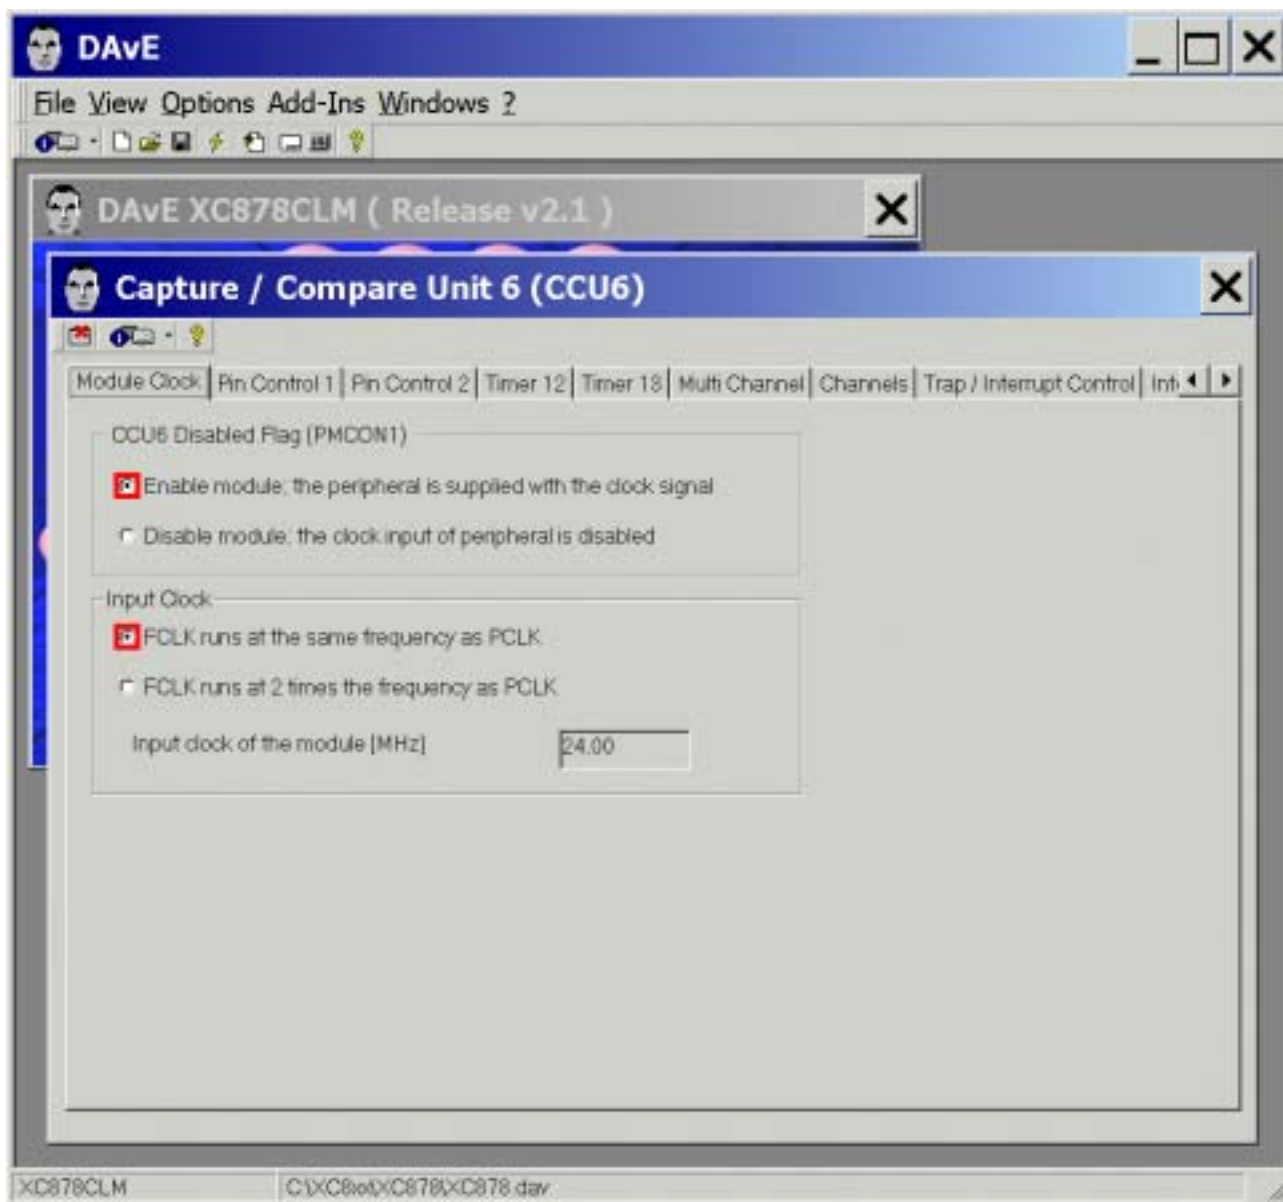 DAvE
File View Options Add-Ins Windows ?
DAvE XC878CLM ( Release v2.1 )
Capture / Compare Unit 6 (CCU6)
Module Clock Pin Control 1 Pin Control 2 Timer 12 Timer 13 Multi Channel Channels Trap / Interrupt Control
CCU6 Disabled Flag (PMCON1)
Enable module; the peripheral is supplied with the clock signal
Disable module; the clock input of peripheral is disabled
Input Clock
FCLK runs at the same frequency as PCLK
FCLK runs at 2 times the frequency as PCLK
Input clock of the module [MHz] 24.00
XC878CLM